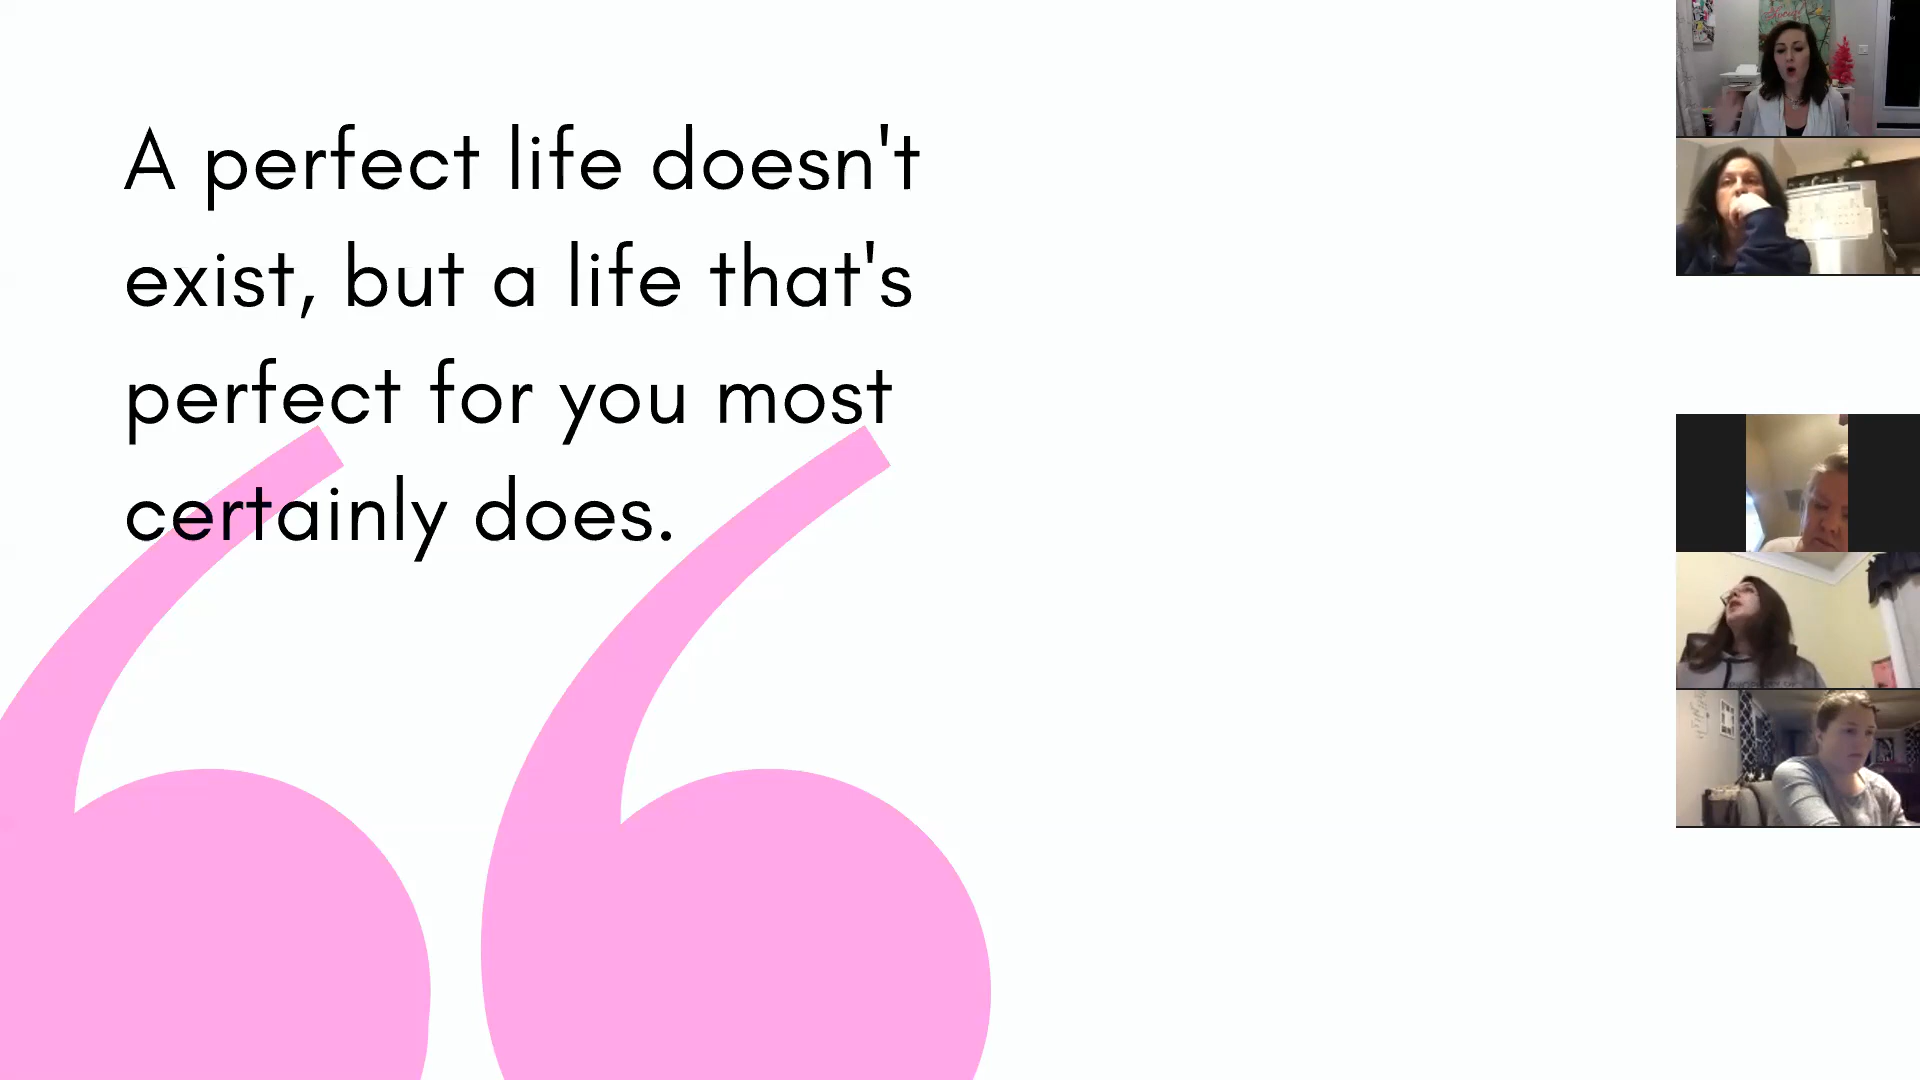 A perfect life doesn't
exist, but a life that's
perfect for you most
certainly does.